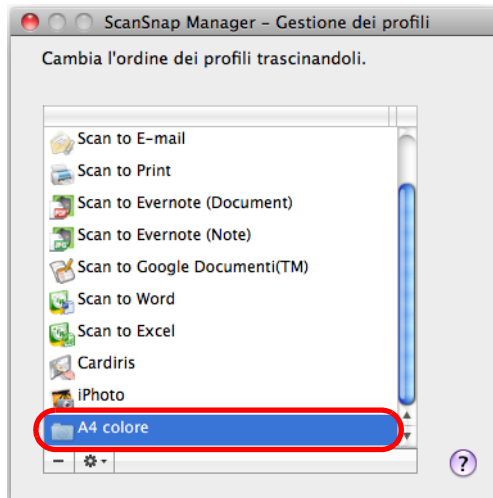 ScanSnap Manager – Gestione dei profili
Cambia l'ordine dei profili trascinandoli.
Scan to E-mail
Scan to Print
Scan to Evernote (Document)
Scan to Evernote (Note)
Scan to Google Documenti(TM)
Scan to Word
Scan to Excel
Cardiris
iPhoto
A4 colore
?